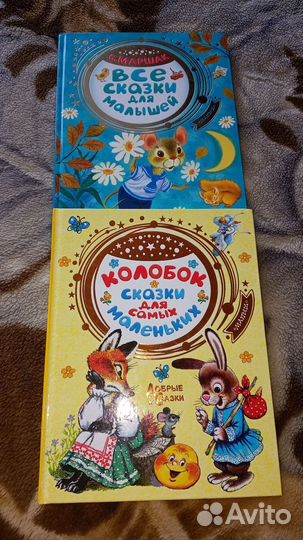 С. МАРШАК
ВСЕ
СКАЗКИ ДЛЯ
МАЛЫШЕЙ
КОЛОБОК
СКАЗКИ
ДЛЯ САМЫХ
МАЛЕНЬКИХ
ДОБРЫЕ
СКАЗКИ
Avito